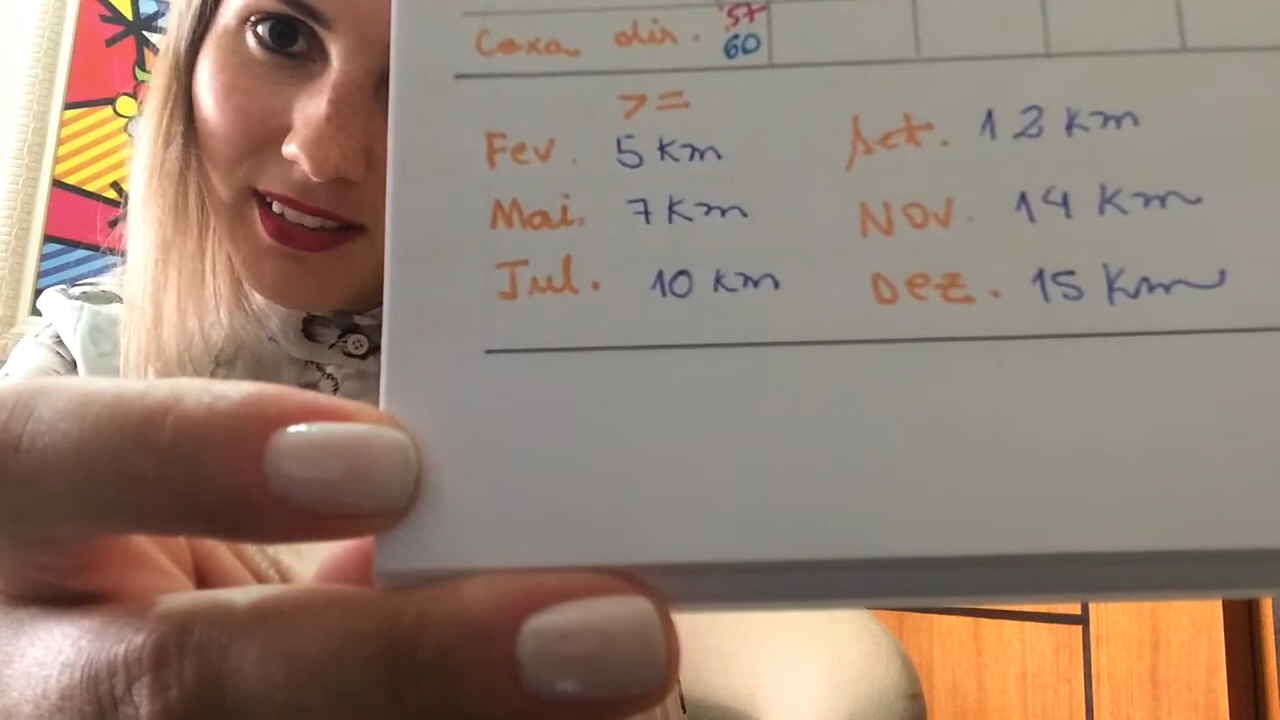 Coxa dir. 57
60
>=
Fev. 5 km
Mai. 7 km
Jul. 10 km
Set. 12 km
Nov. 14 km
Dez. 15 km